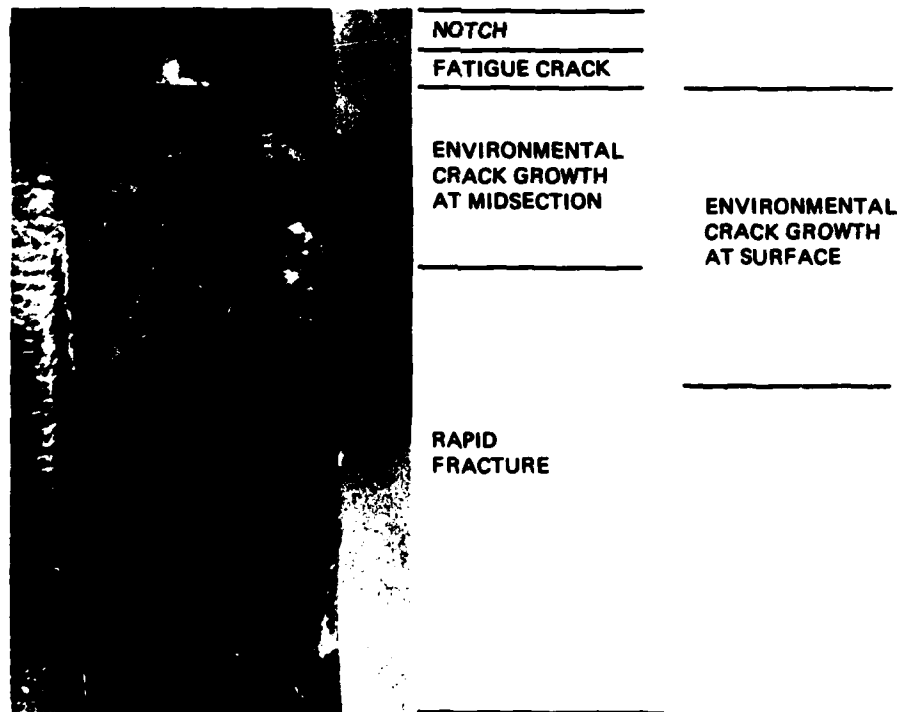 NOTCH
FATIGUE CRACK
ENVIRONMENTAL
CRACK GROWTH
AT MIDSECTION
ENVIRONMENTAL
CRACK GROWTH
AT SURFACE
RAPID
FRACTURE